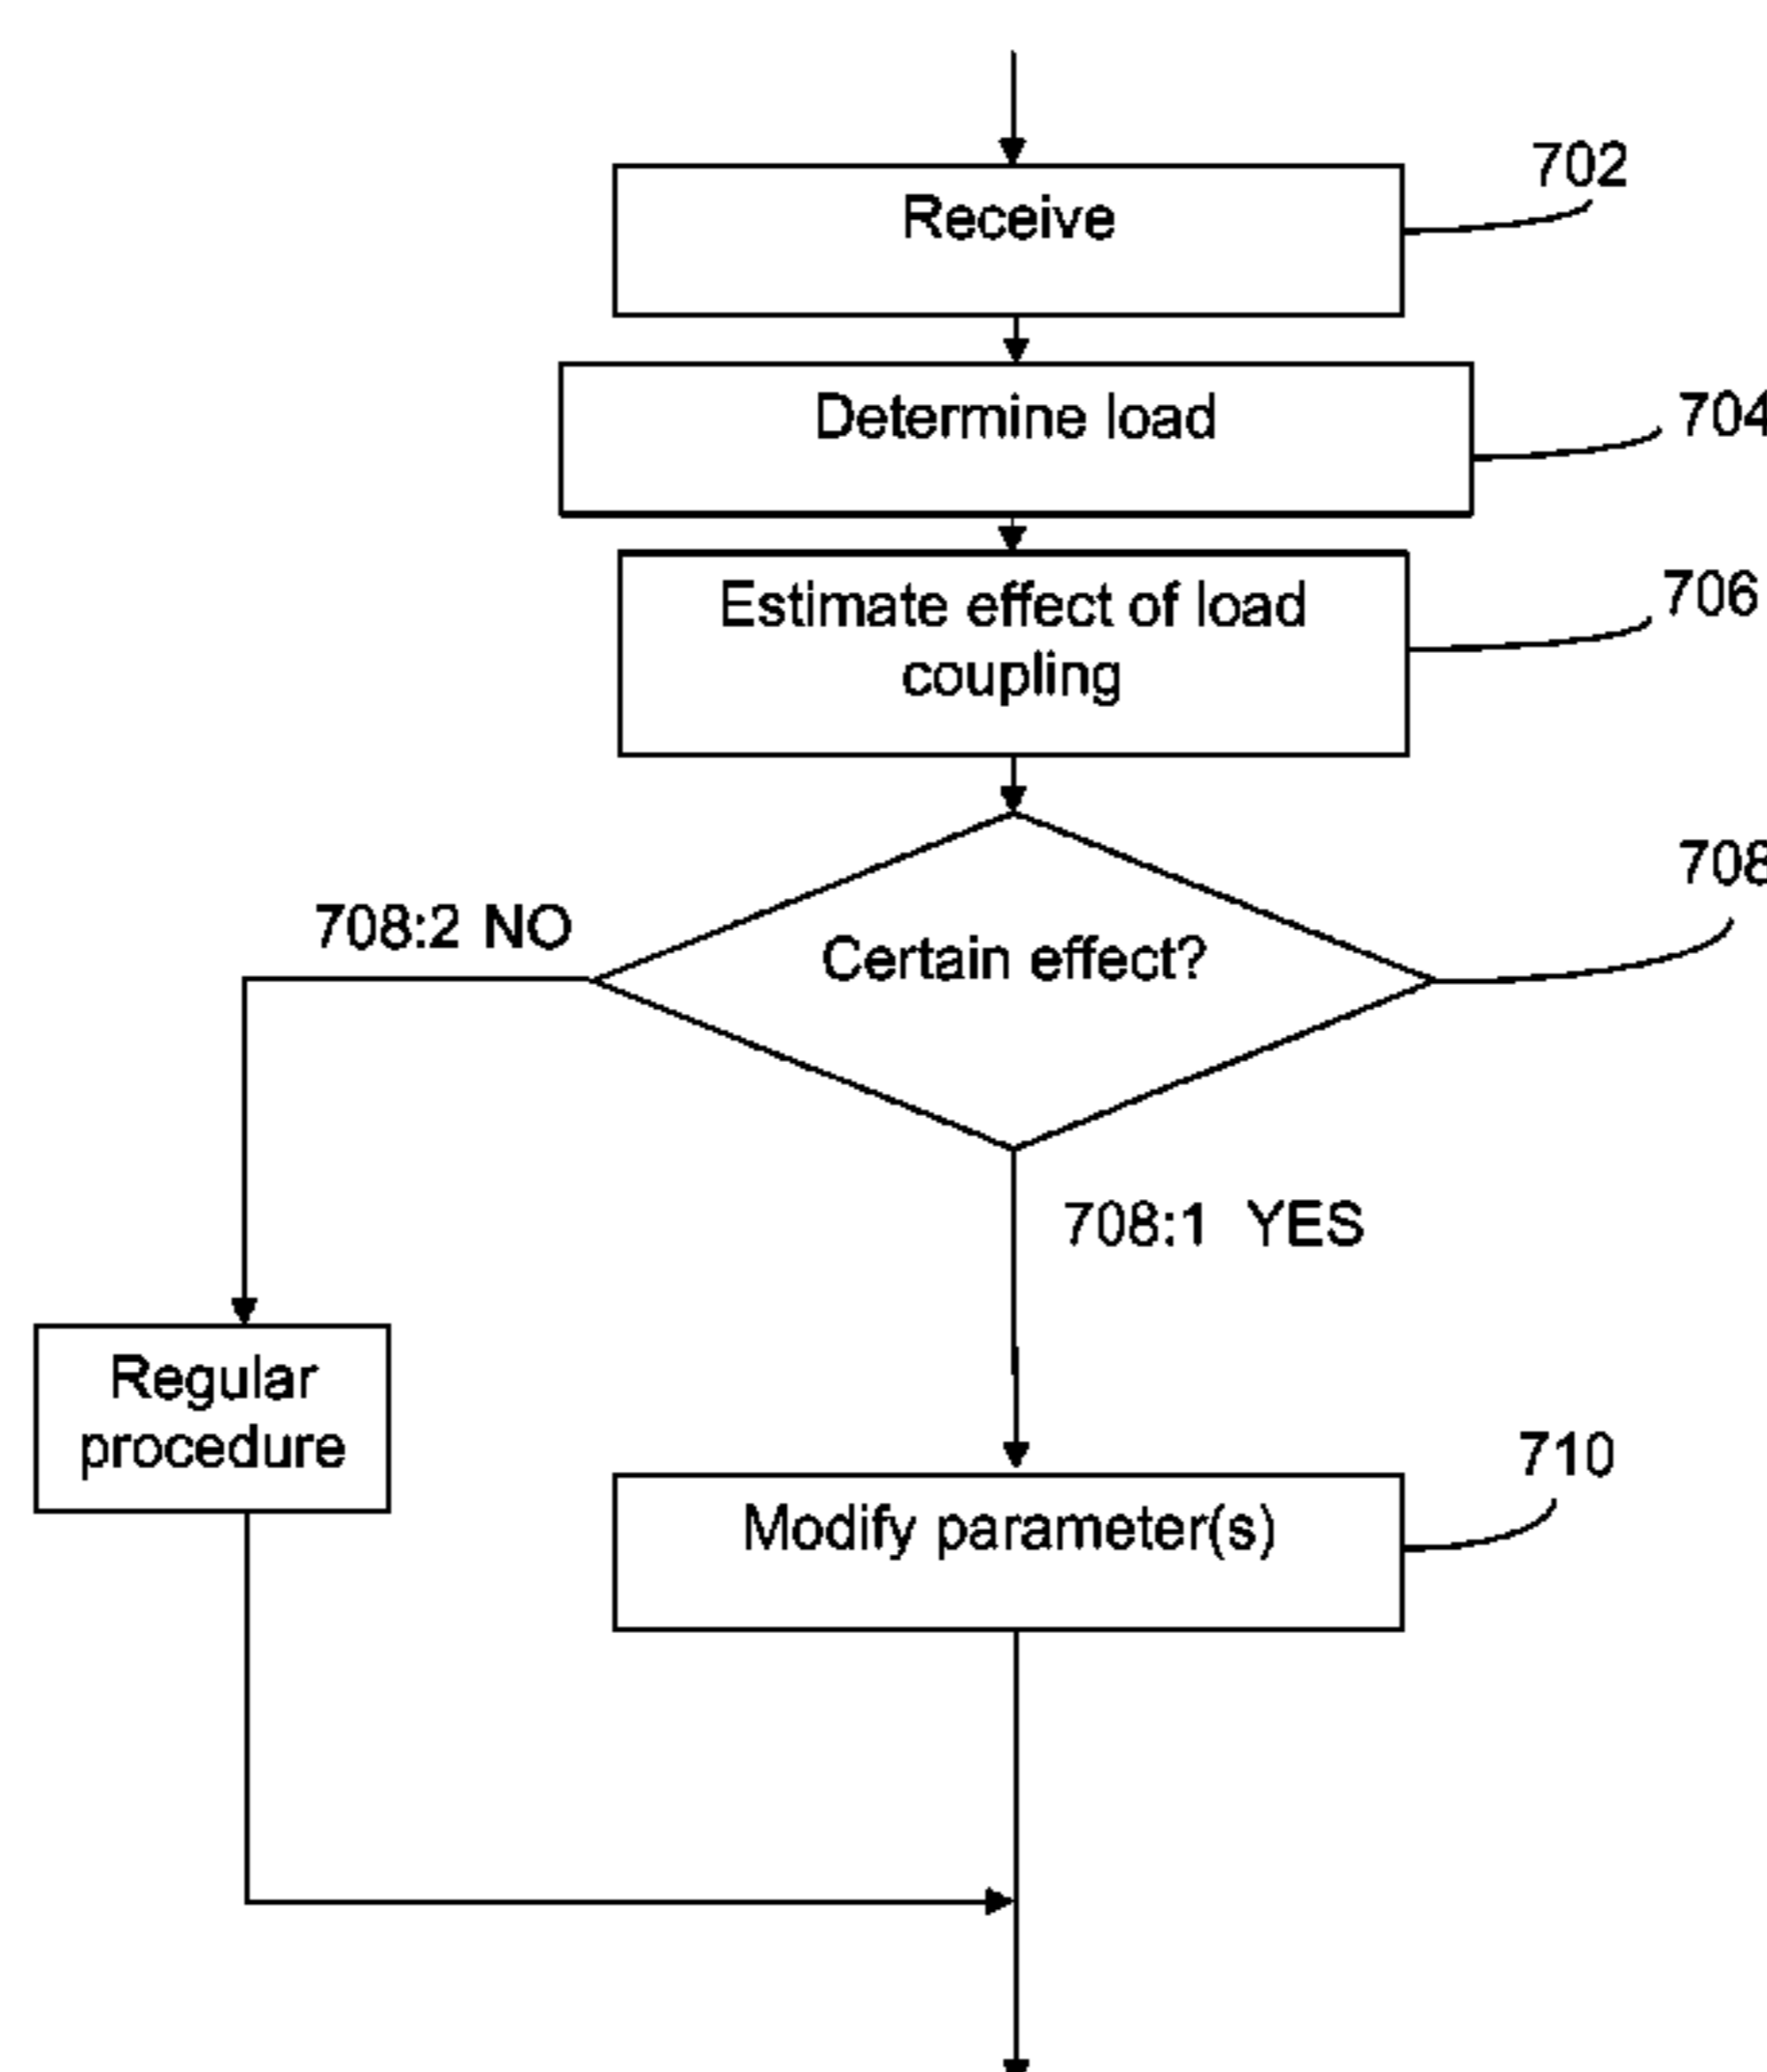 702
Receive
704
Determine load
706
Estimate effect of load
coupling
708
708:2 NO
Certain effect?
708:1 YES
Regular
procedure
710
Modify parameter(s)